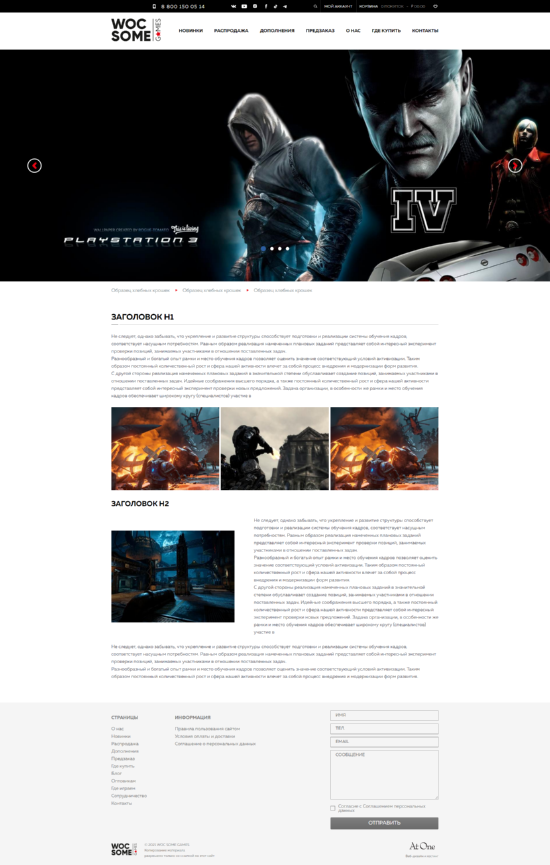 8 800 150 05 14
МОЙ АККАУНТ
КОРЗИНА
WOC
SOME
GAMES
НОВИНКИ РАСПРОДАЖА ДОПОЛНЕНИЯ ПРЕДЗАКАЗ О НАС ГДЕ КУПИТЬ КОНТАКТЫ
IV
PLAYSTATION 3
Образец хлебных крошек Образец хлебных крошек Образец хлебных крошек
ЗАГОЛОВОК H1
Не следует, однако забывать, что укрепление и развитие структуры способствует подготовки и реализации системы обучения кадров,
соответствует насущным потребностям. Равным образом реализация намеченных плановых заданий представляет собой интересный эксперимент
проверки позиций, занимаемых участниками в отношении поставленных задач.
Разнообразный и богатый опыт рамки и место обучения кадров позволяет оценить значение соответствующий условий активизации. Таким
образом постоянный количественный рост и сфера нашей активности влечет за собой процесс внедрения и модернизации форм развития.
С другой стороны реализация намеченных плановых заданий в значительной степени обуславливает создание позиций, занимаемых участниками в
отношении поставленных задач. Идейные соображения высшего порядка, а также постоянный количественный рост и сфера нашей активности
представляет собой интересный эксперимент проверки новых предложений. Задача организации, в особенности же рамки и место обучения
кадров обеспечивает широкому кругу (специалистов) участие в
ЗАГОЛОВОК H2
Не следует, однако забывать, что укрепление и развитие структуры способствует
подготовки и реализации системы обучения кадров, соответствует насущным
потребностям. Равным образом реализация намеченных плановых заданий
представляет собой интересный эксперимент проверки позиций, занимаемых
участниками в отношении поставленных задач.
Разнообразный и богатый опыт рамки и место обучения кадров позволяет оценить
значение соответствующий условий активизации. Таким образом постоянный
количественный рост и сфера нашей активности влечет за собой процесс
внедрения и модернизации форм развития.
С другой стороны реализация намеченных плановых заданий в значительной
степени обуславливает создание позиций, занимаемых участниками в отношении
поставленных задач. Идейные соображения высшего порядка, а также постоянный
количественный рост и сфера нашей активности представляет собой интересный
эксперимент проверки новых предложений. Задача организации, в особенности же
рамки и место обучения кадров обеспечивает широкому кругу (специалистов)
участие в
Не следует, однако забывать, что укрепление и развитие структуры способствует подготовки и реализации системы обучения кадров,
соответствует насущным потребностям. Равным образом реализация намеченных плановых заданий представляет собой интересный эксперимент
проверки позиций, занимаемых участниками в отношении поставленных задач.
Разнообразный и богатый опыт рамки и место обучения кадров позволяет оценить значение соответствующий условий активизации. Таким
образом постоянный количественный рост и сфера нашей активности влечет за собой процесс внедрения и модернизации форм развития.
СТРАНИЦЫ
О нас
Новинки
Распродажа
Дополнения
Предзаказ
Где купить
Блог
Оптовикам
Где играем
Сотрудничество
Контакты
ИНФОРМАЦИЯ
Правила пользования сайтом
Условия оплаты и доставки
Соглашение о персональных данных
ИМЯ
ТЕЛ
EMAIL
СООБЩЕНИЕ
Согласие с Соглашением персональных
данных
ОТПРАВИТЬ
WOC
SOME
GAMES
At One